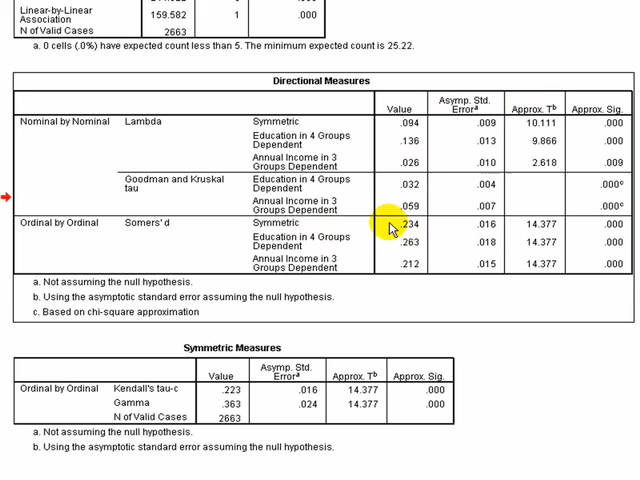 Linear-by-Linear
Association 159.582 1 .000
N of Valid Cases 2663
a. 0 cells (.0%) have expected count less than 5. The minimum expected count is 25.22.
Directional Measures
Value Asymp. Std. Errorᵃ Approx. Tᵇ Approx. Sig.
Nominal by Nominal Lambda Symmetric .094 .009 10.111 .000
Education in 4 Groups Dependent .136 .013 9.866 .000
Annual Income in 3 Groups Dependent .026 .010 2.618 .009
Goodman and Kruskal tau Education in 4 Groups Dependent .032 .004 .000ᶜ
Annual Income in 3 Groups Dependent .059 .007 .000ᶜ
Ordinal by Ordinal Somers' d Symmetric .234 .016 14.377 .000
Education in 4 Groups Dependent .263 .018 14.377 .000
Annual Income in 3 Groups Dependent .212 .015 14.377 .000
a. Not assuming the null hypothesis.
b. Using the asymptotic standard error assuming the null hypothesis.
c. Based on chi-square approximation
Symmetric Measures
Value Asymp. Std. Errorᵃ Approx. Tᵇ Approx. Sig.
Ordinal by Ordinal Kendall's tau-c .223 .016 14.377 .000
Gamma .363 .024 14.377 .000
N of Valid Cases 2663
a. Not assuming the null hypothesis.
b. Using the asymptotic standard error assuming the null hypothesis.